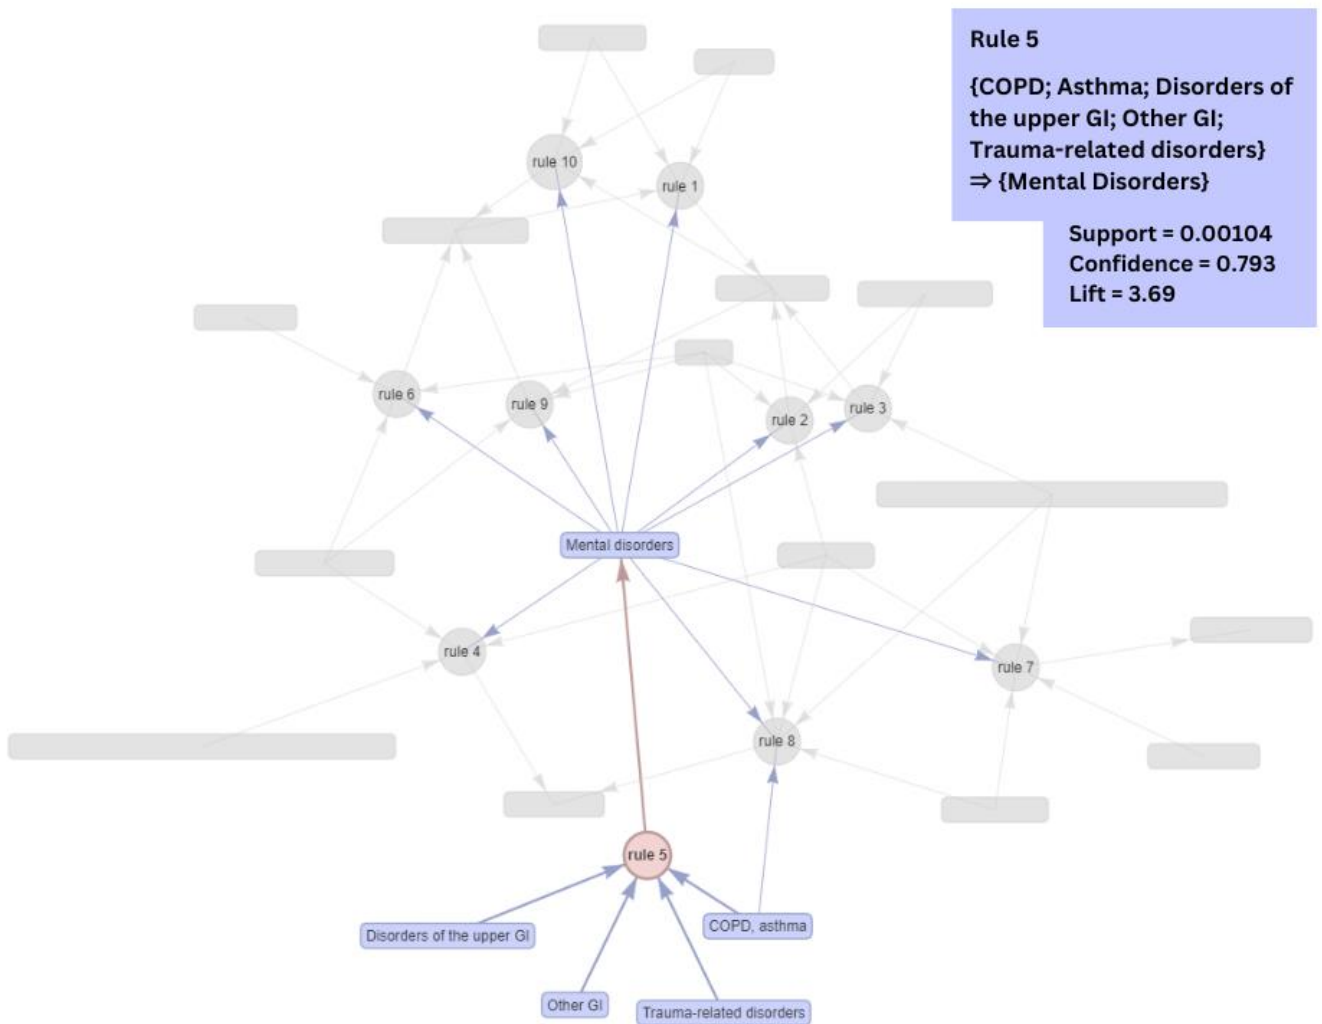 Rule 5
{COPD; Asthma; Disorders of
the upper GI; Other GI;
Trauma-related disorders}
⇒ {Mental Disorders}
Support = 0.00104
Confidence = 0.793
Lift = 3.69
rule 10
rule 1
rule 6
rule 9
rule 2
rule 3
Mental disorders
rule 4
rule 7
rule 8
rule 5
Disorders of the upper GI
COPD, asthma
Other GI
Trauma-related disorders